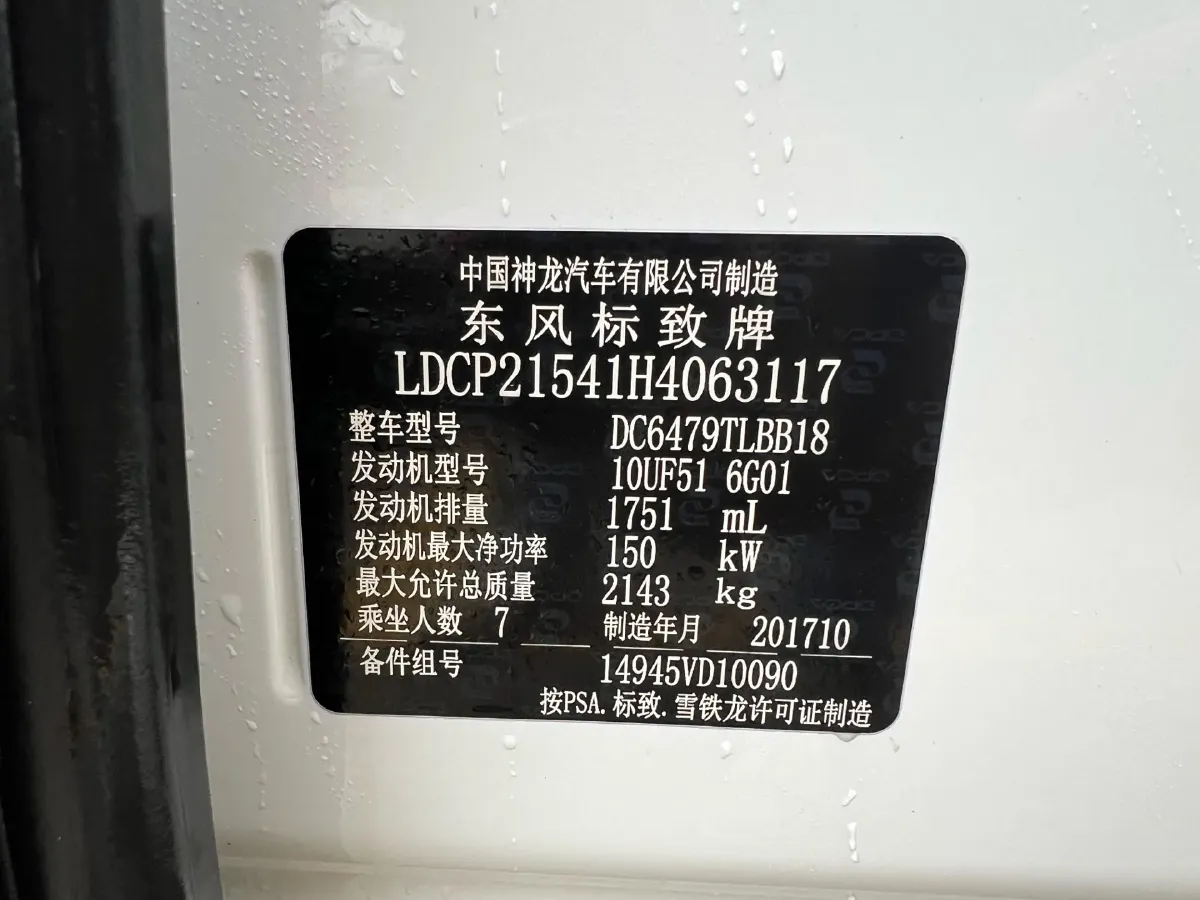 中国神龙汽车有限公司制造
东风标致牌
LDCP21541H4063117
整车型号 DC6479TLBB18
发动机型号 10UF51 6G01
发动机排量 1751 mL
发动机最大净功率 150 kW
最大允许总质量 2143 kg
乘坐人数 7 制造年月 201710
备件组号 14945VD10090
按PSA.标致.雪铁龙许可证制造